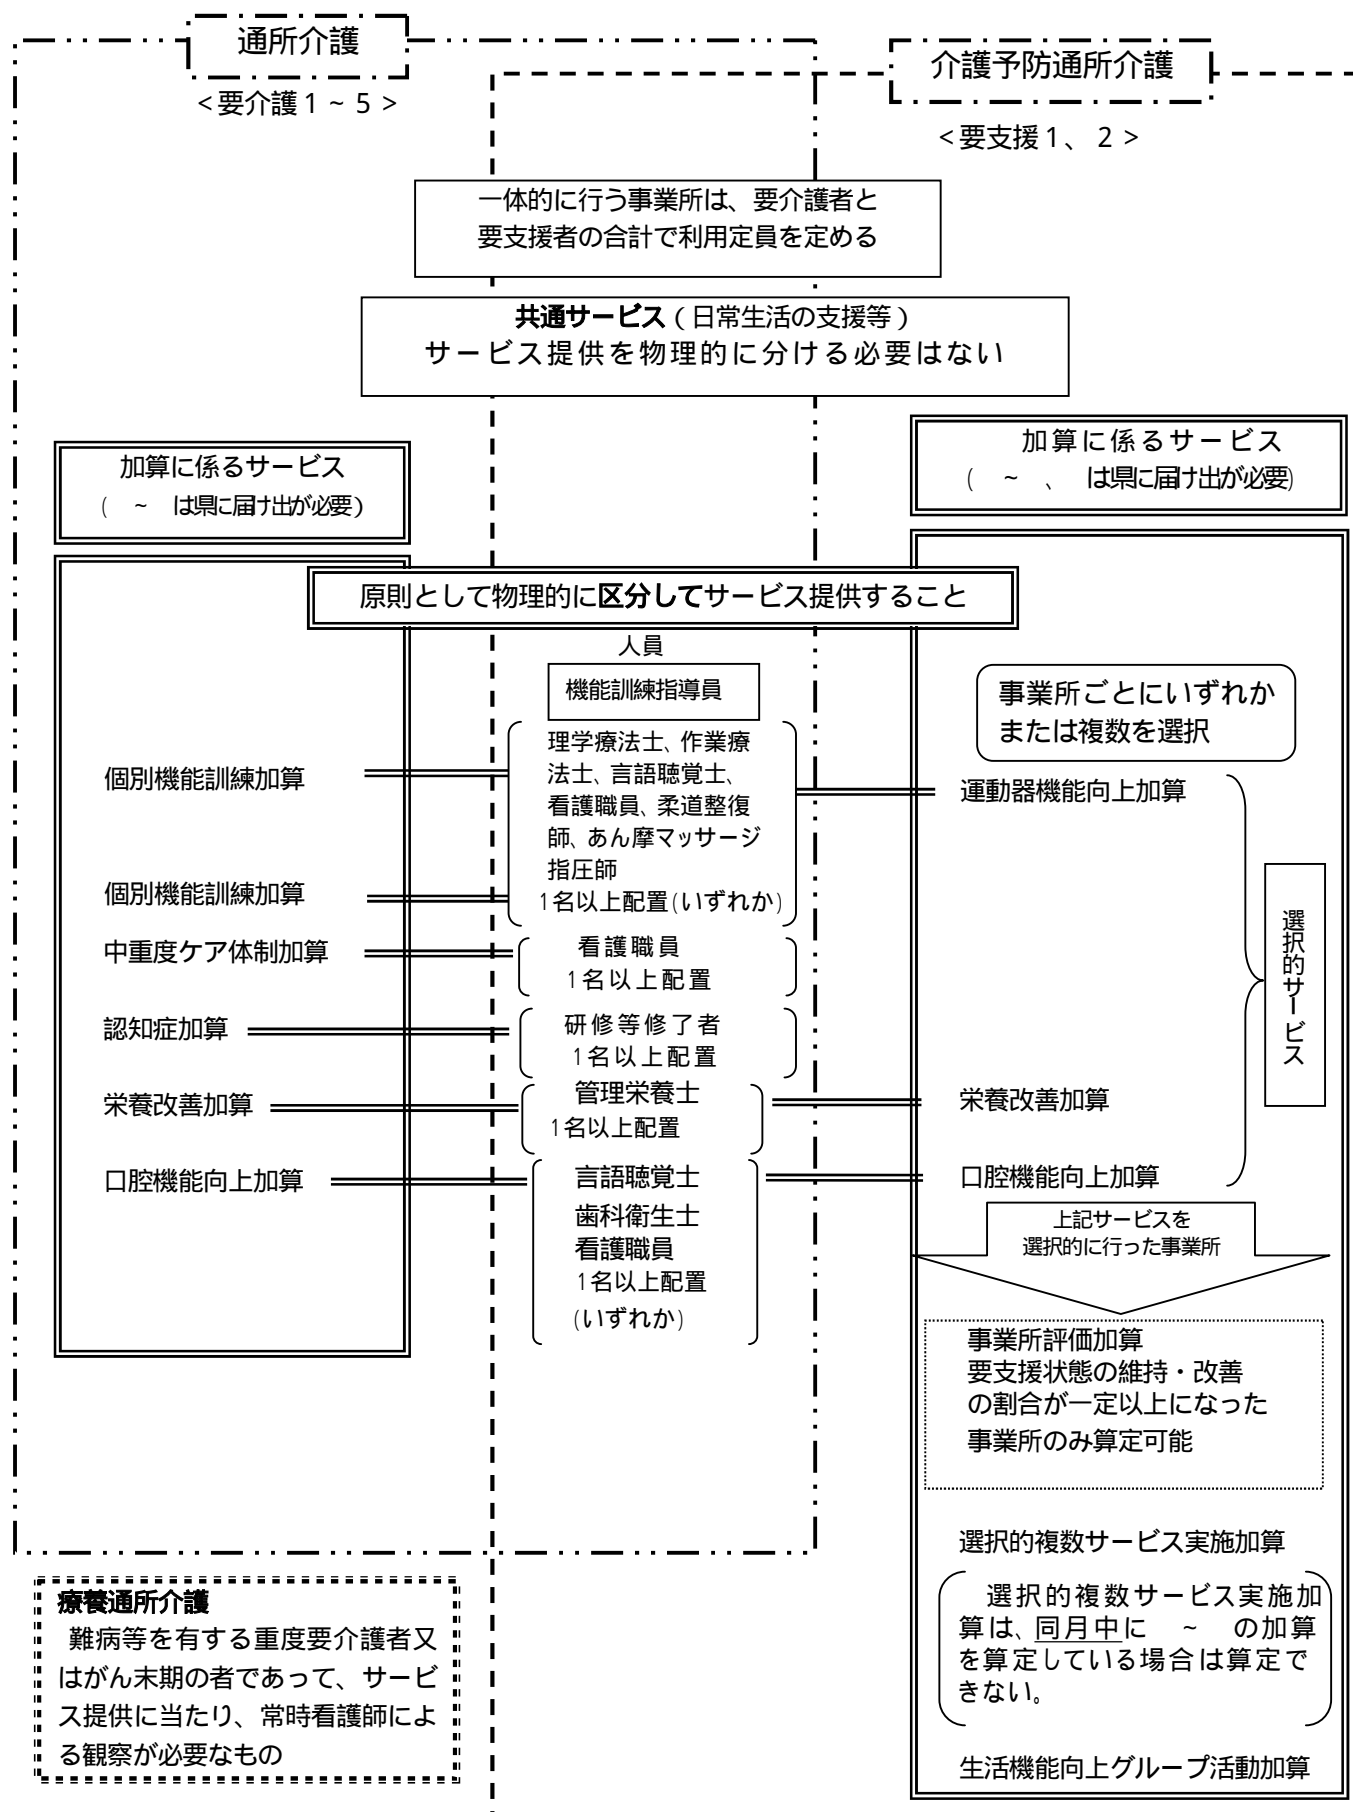 通所介護
＜要介護１～５＞
介護予防通所介護
＜要支援１、２＞
一体的に行う事業所は、要介護者と
要支援者の合計で利用定員を定める
共通サービス（日常生活の支援等）
サービス提供を物理的に分ける必要はない
加算に係るサービス
(　～　は県に届け出が必要)
加算に係るサービス
(　～　、　は県に届け出が必要)
原則として物理的に区分してサービス提供すること
人員
機能訓練指導員
理学療法士、作業療
法士、言語聴覚士、
看護職員、柔道整復
師、あん摩マッサージ
指圧師
1名以上配置(いずれか)
個別機能訓練加算
個別機能訓練加算
中重度ケア体制加算
看護職員
1名以上配置
認知症加算
研修等修了者
1名以上配置
栄養改善加算
管理栄養士
1名以上配置
口腔機能向上加算
言語聴覚士
歯科衛生士
看護職員
1名以上配置
(いずれか)
事業所ごとにいずれか
または複数を選択
運動器機能向上加算
選択的サービス
栄養改善加算
口腔機能向上加算
上記サービスを
選択的に行った事業所
事業所評価加算
要支援状態の維持・改善
の割合が一定以上になった
事業所のみ算定可能
選択的複数サービス実施加算
選択的複数サービス実施加
算は、同月中に　～　の加算
を算定している場合は算定で
きない。
生活機能向上グループ活動加算
療養通所介護
難病等を有する重度要介護者又
はがん末期の者であって、サービ
ス提供に当たり、常時看護師によ
る観察が必要なもの